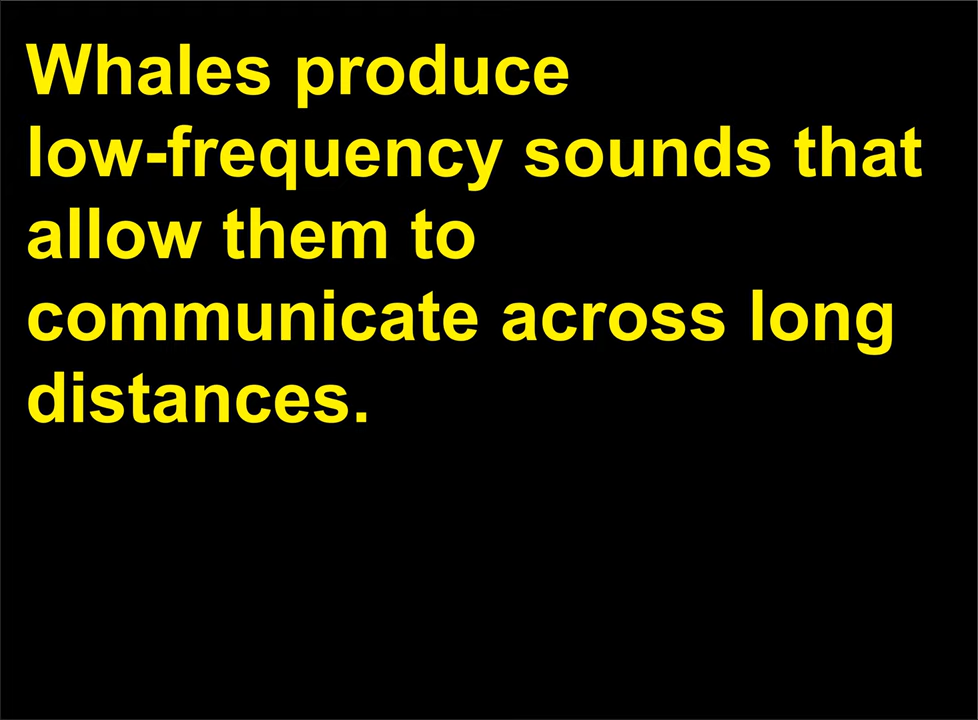 Whales produce
low-frequency sounds that
allow them to
communicate across long
distances.